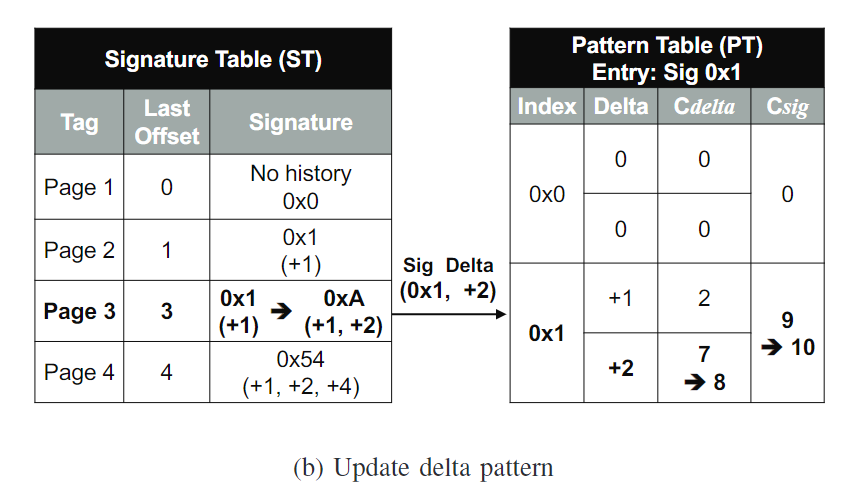 Signature Table (ST)
Tag
Last
Offset
Signature
Page 1
0
No history
0x0
Page 2
1
0x1
(+1)
Page 3
3
0x1 ➔ 0xA
(+1) (+1, +2)
Page 4
4
0x54
(+1, +2, +4)
Sig Delta
(0x1, +2)
Pattern Table (PT)
Entry: Sig 0x1
Index
Delta
Cdelta
Csig
0x0
0
0
0
0
0
0x1
+1
2
+2
7
➔ 8
9
➔ 10
(b) Update delta pattern